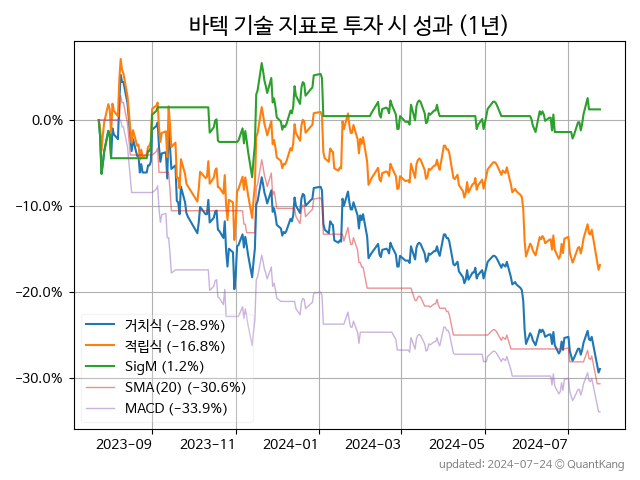 바텍 기술 지표로 투자 시 성과 (1년)
0.0%
−10.0%
−20.0%
−30.0%
거치식 (−28.9%)
적립식 (−16.8%)
SigM (1.2%)
SMA(20) (−30.6%)
MACD (−33.9%)
2023−09 2023−11 2024−01 2024−03 2024−05 2024−07
updated: 2024−07−24 © QuantKang